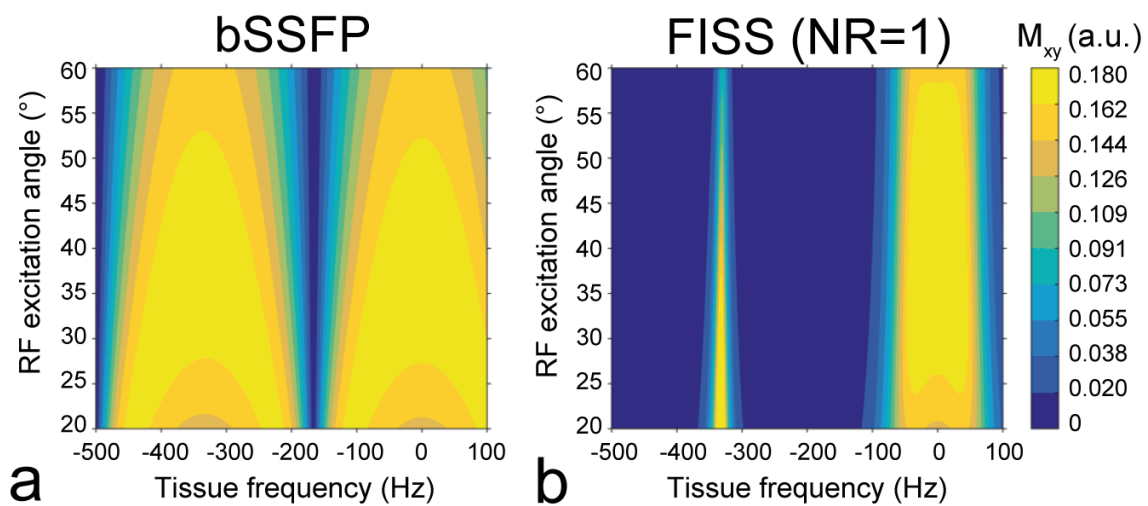 bSSFP
FISS (NR=1)
Mxy (a.u.)
RF excitation angle (°)
60
55
50
45
40
35
30
25
20
-500 -400 -300 -200 -100 0 100
Tissue frequency (Hz)
a
RF excitation angle (°)
60
55
50
45
40
35
30
25
20
-500 -400 -300 -200 -100 0 100
Tissue frequency (Hz)
b
0.180
0.162
0.144
0.126
0.109
0.091
0.073
0.055
0.038
0.020
0